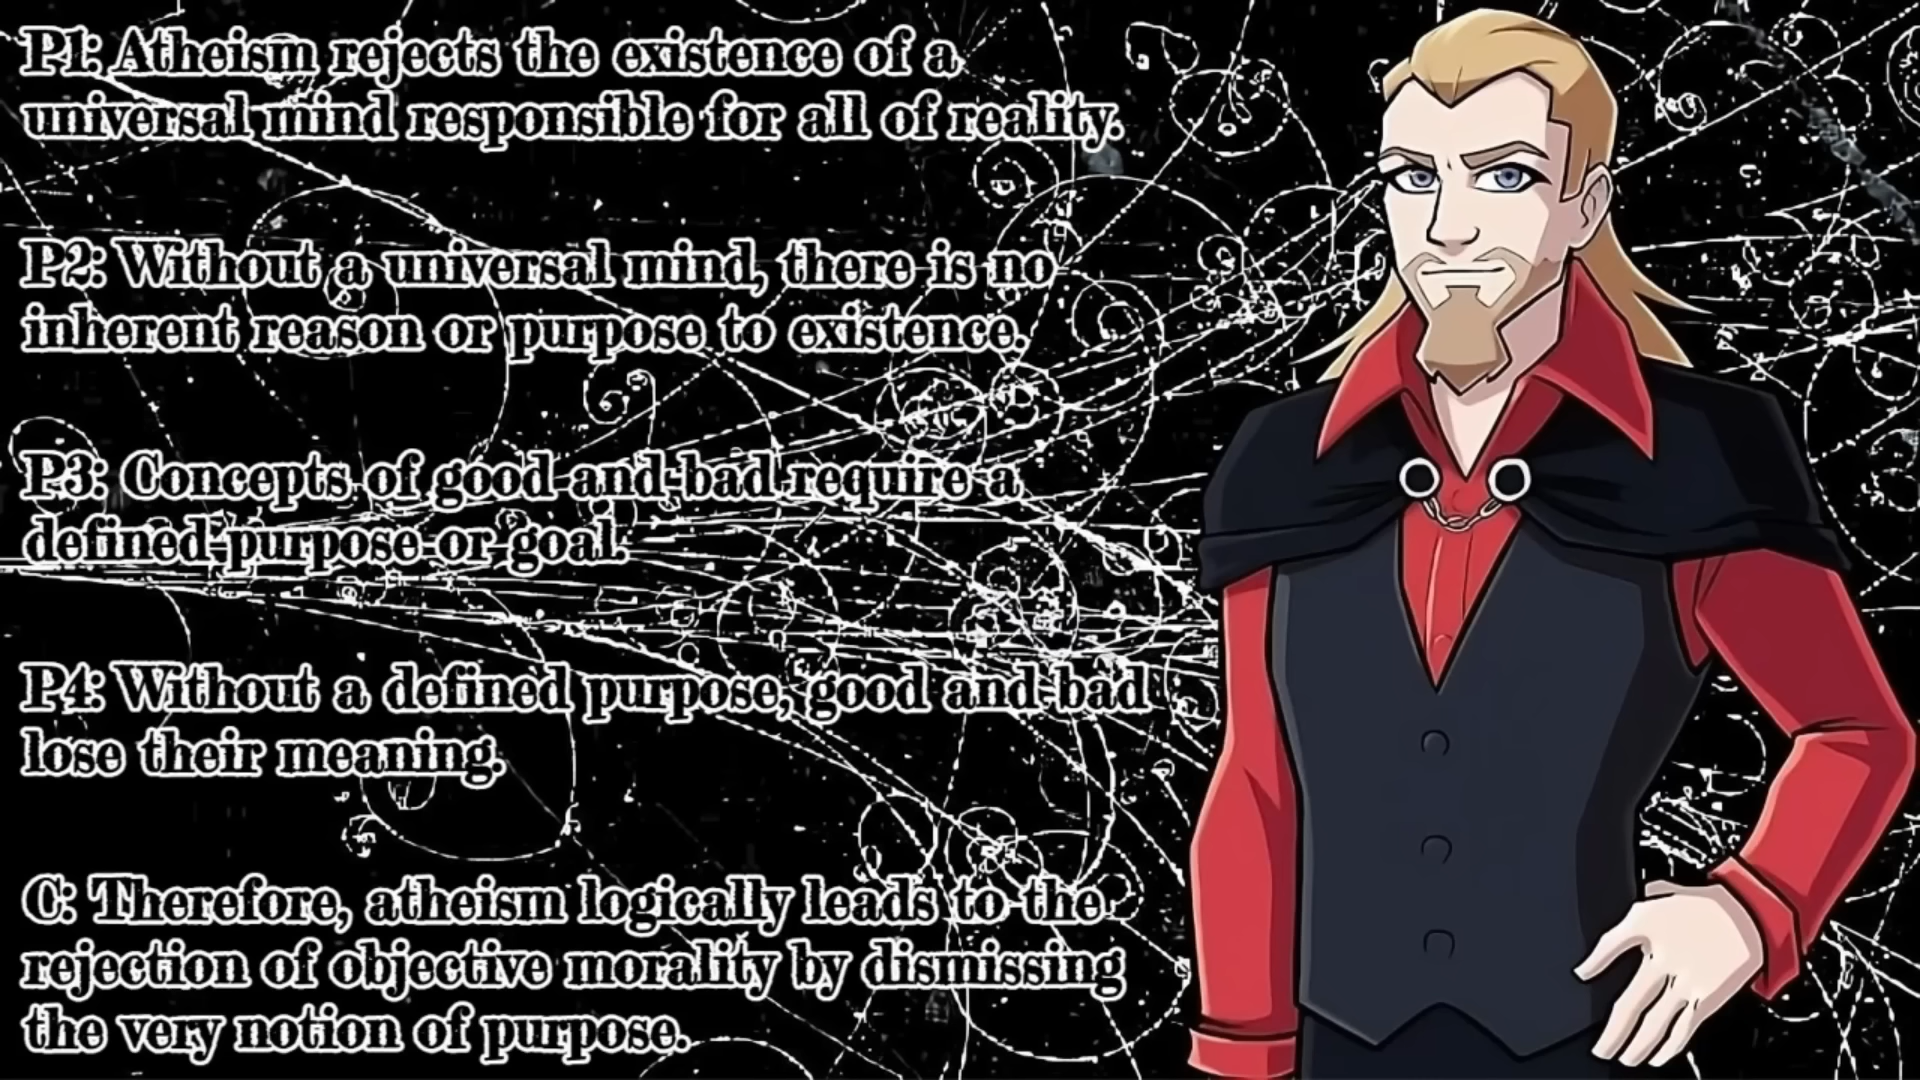 P1: Atheism rejects the existence of a
universal mind responsible for all of reality.
P2: Without a universal mind, there is no
inherent reason or purpose to existence.
P3: Concepts of good and bad require a
defined purpose or goal.
P4: Without a defined purpose, good and bad
lose their meaning.
C: Therefore, atheism logically leads to the
rejection of objective morality by dismissing
the very notion of purpose.